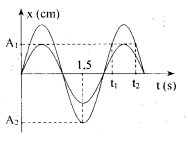 x (cm)
A₁
1,5
t₁
t₂
t (s)
A₂